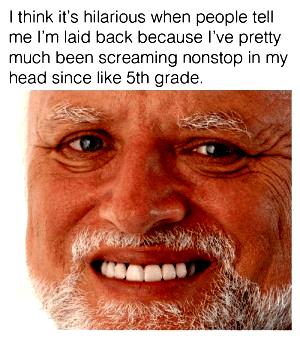 I think it's hilarious when people tell
me I'm laid back because I've pretty
much been screaming nonstop in my
head since like 5th grade.